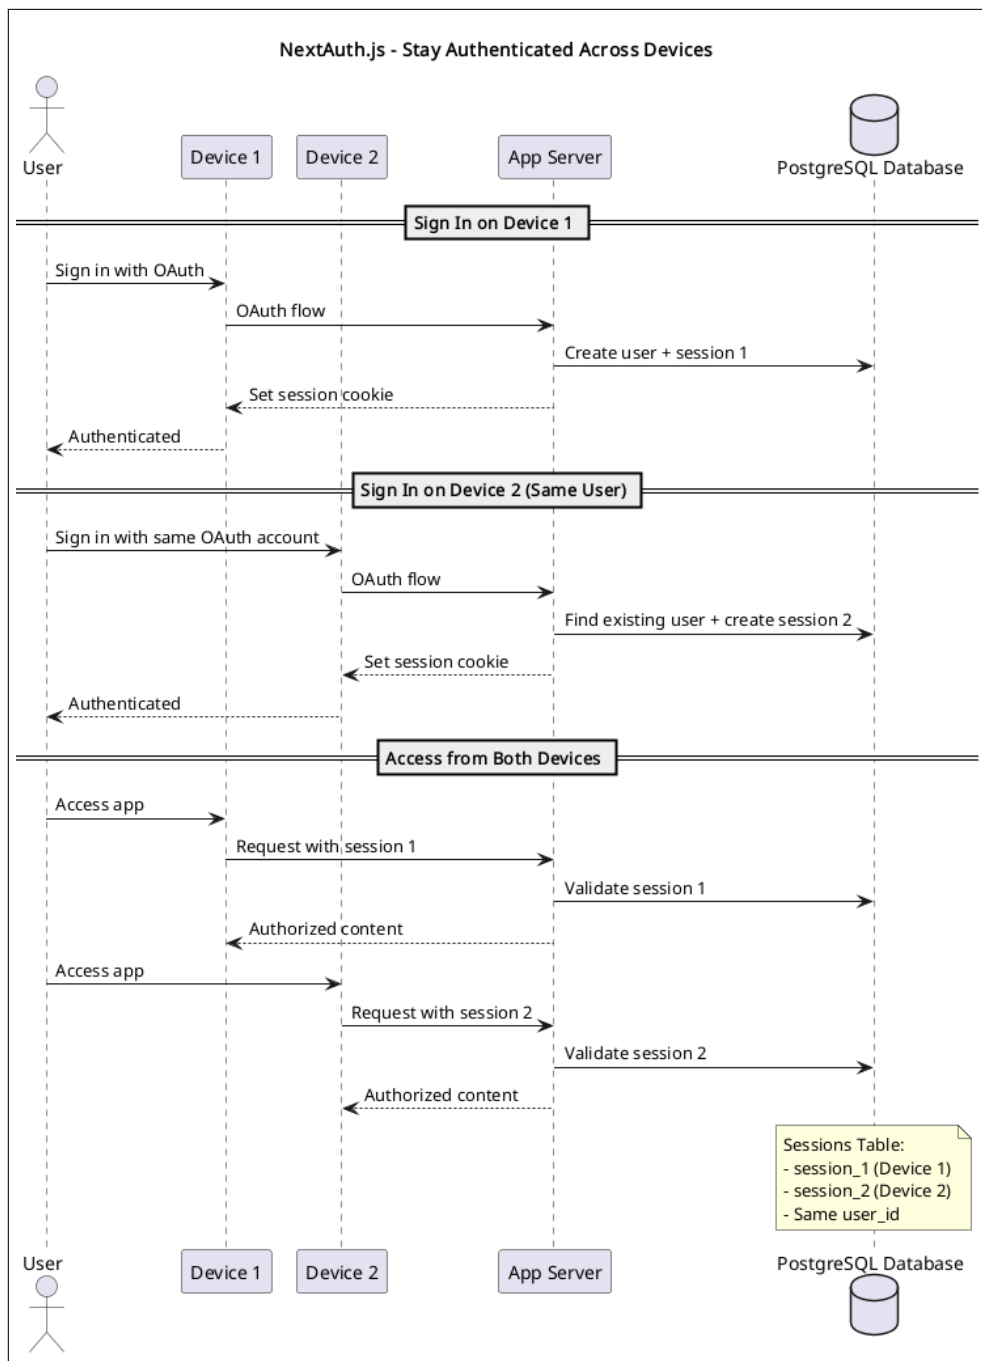 NextAuth.js - Stay Authenticated Across Devices
User
Device 1
Device 2
App Server
PostgreSQL Database
Sign In on Device 1
Sign in with OAuth
OAuth flow
Create user + session 1
Set session cookie
Authenticated
Sign In on Device 2 (Same User)
Sign in with same OAuth account
OAuth flow
Find existing user + create session 2
Set session cookie
Authenticated
Access from Both Devices
Access app
Request with session 1
Validate session 1
Authorized content
Access app
Request with session 2
Validate session 2
Authorized content
Sessions Table:
- session_1 (Device 1)
- session_2 (Device 2)
- Same user_id
User
Device 1
Device 2
App Server
PostgreSQL Database